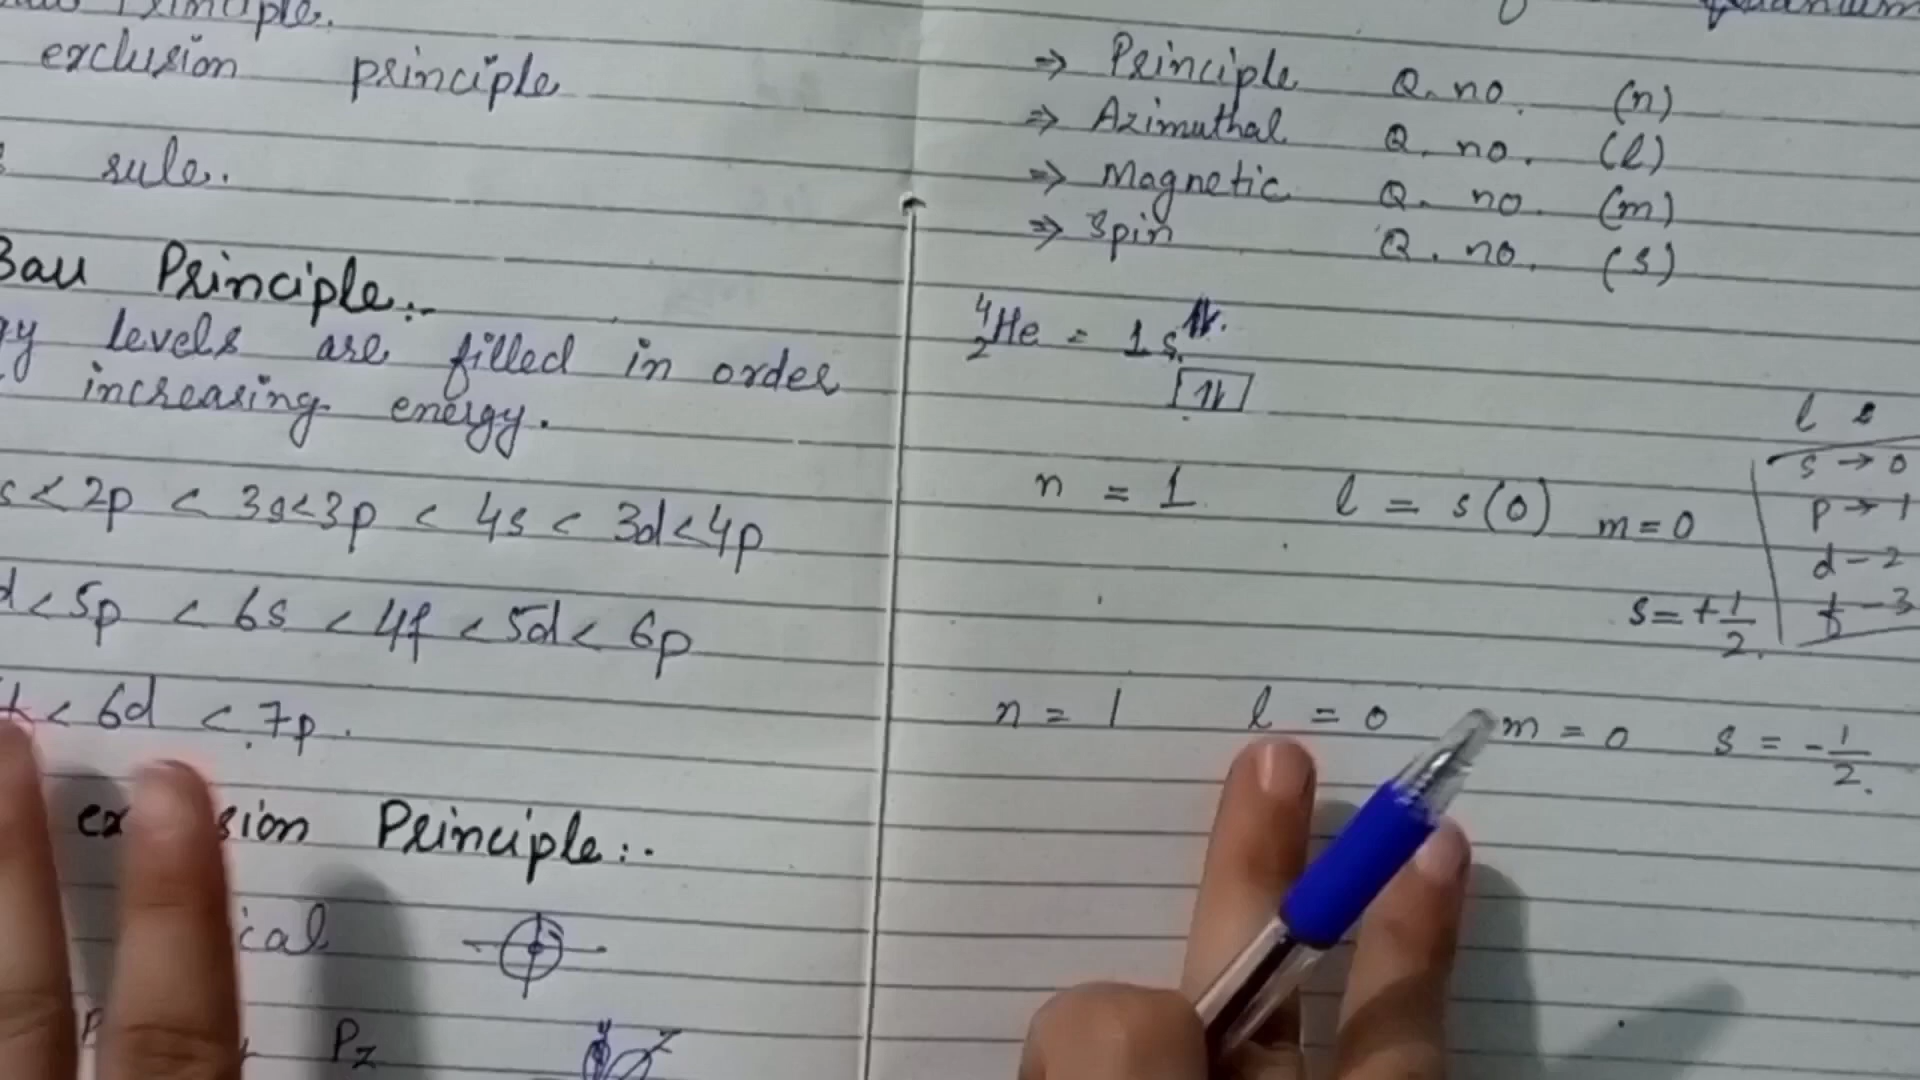 exclusion principle
rule.
Bau Principle:-
levels are filled in order
increasing energy.
s < 2p < 3s < 3p < 4s < 3d < 4p
d < 5p < 6s < 4f < 5d < 6p
< 6d < 7p.
Principle:-
ical
Pz
⇒ Principle Q. no. (n)
⇒ Azimuthal Q. no. (l)
⇒ Magnetic Q. no. (m)
⇒ Spin Q. no. (s)
⁴₂He = 1s
⥮
n = 1 l = s(0) m = 0
s = +1/2.
l
s → 0
p → 1
d - 2
f - 3
n = 1 l = 0 m = 0 s = -1/2.